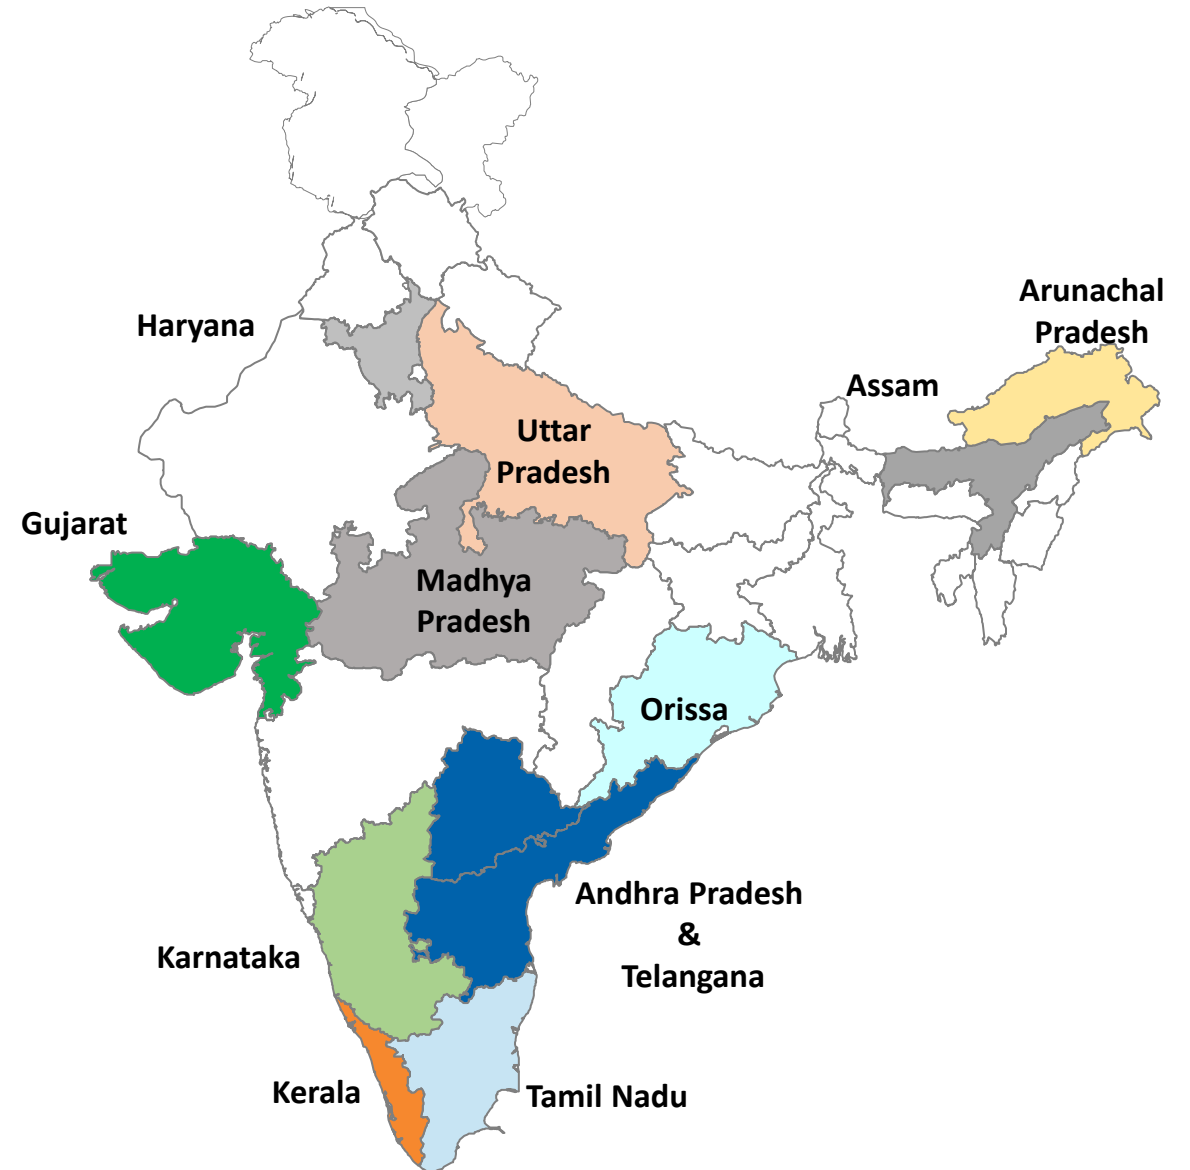 Arunachal
Pradesh
Haryana
Assam
Uttar
Pradesh
Gujarat
Madhya
Pradesh
Orissa
Andhra Pradesh
&
Telangana
Karnataka
Kerala
Tamil Nadu